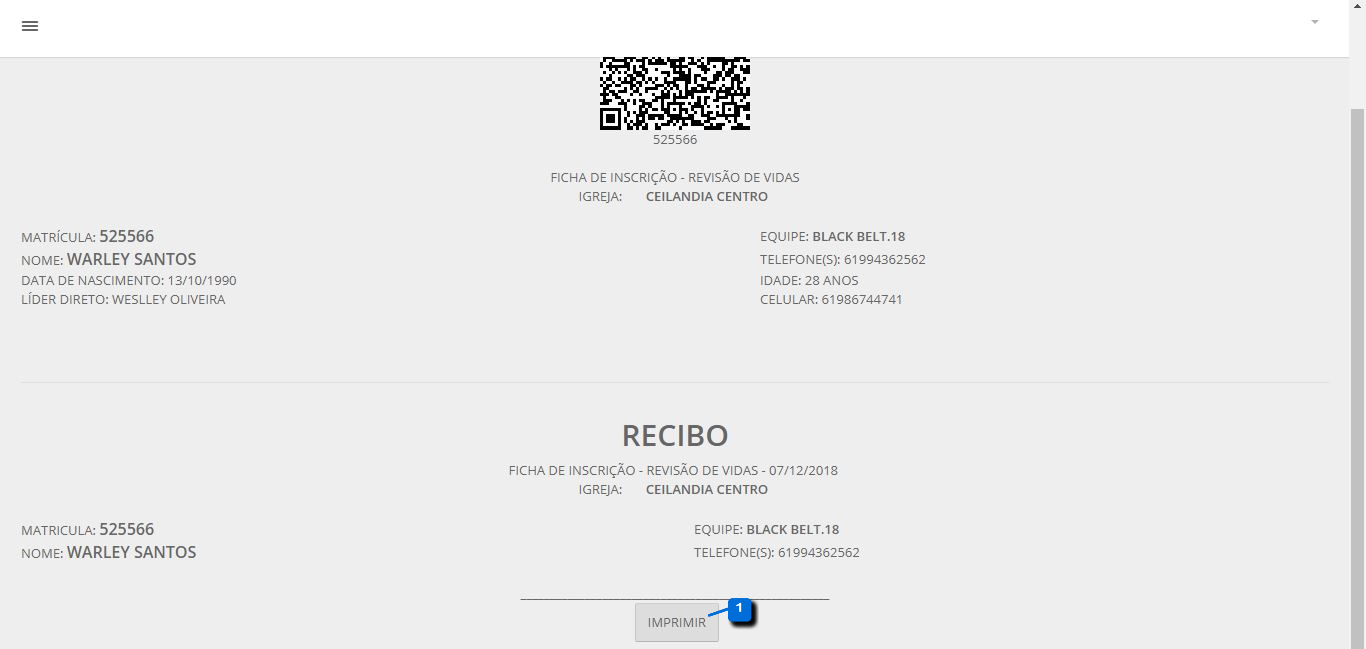 525566
FICHA DE INSCRIÇÃO - REVISÃO DE VIDAS
IGREJA: CEILANDIA CENTRO
MATRÍCULA: 525566
NOME: WARLEY SANTOS
DATA DE NASCIMENTO: 13/10/1990
LÍDER DIRETO: WESLLEY OLIVEIRA
EQUIPE: BLACK BELT.18
TELEFONE(S): 61994362562
IDADE: 28 ANOS
CELULAR: 61986744741
RECIBO
FICHA DE INSCRIÇÃO - REVISÃO DE VIDAS - 07/12/2018
IGREJA: CEILANDIA CENTRO
MATRICULA: 525566
NOME: WARLEY SANTOS
EQUIPE: BLACK BELT.18
TELEFONE(S): 61994362562
IMPRIMIR
1